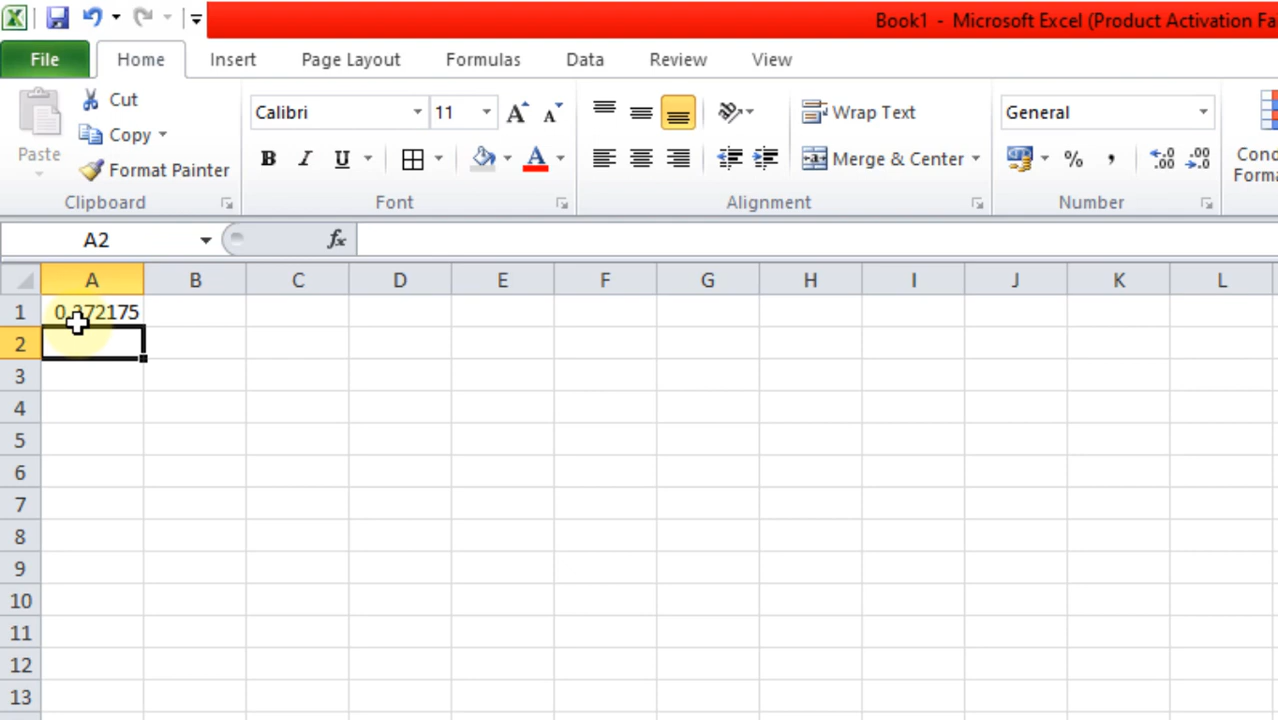 Book1 - Microsoft Excel (Product Activation Fa
File Home Insert Page Layout Formulas Data Review View
Paste
Cut
Copy
Format Painter
Clipboard
Calibri 11
B I U A
Font
Wrap Text
Merge & Center
Alignment
General
% , .00 .00
Number
Cond
Forma
A2 fx
A B C D E F G H I J K L
1 0.372175
2
3
4
5
6
7
8
9
10
11
12
13